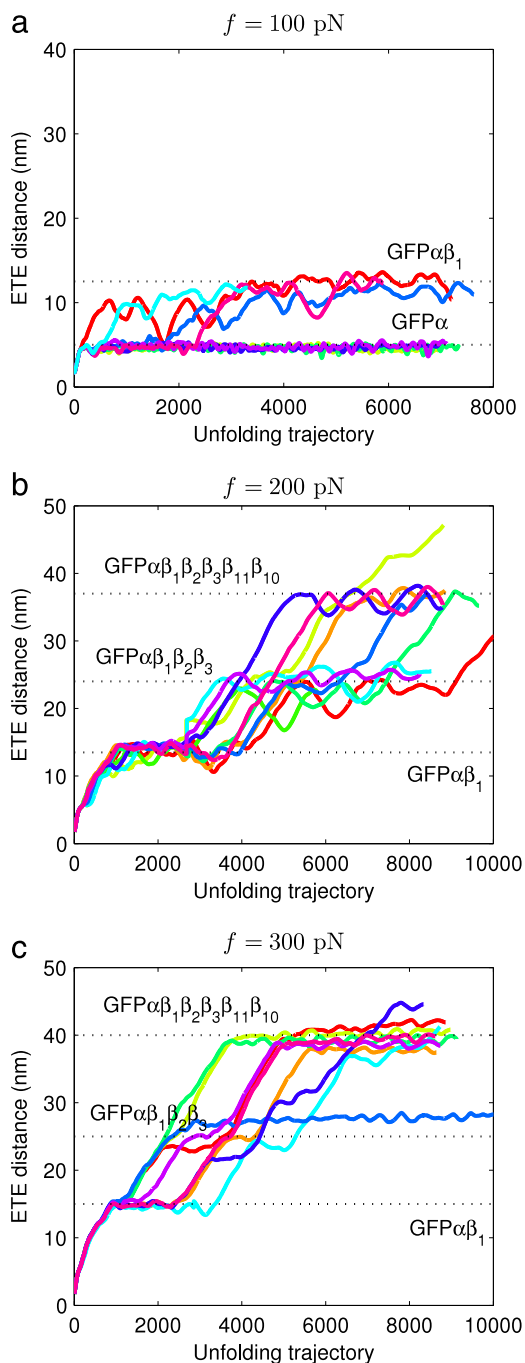 a
f = 100 pN
40
30
20
10
0
ETE distance (nm)
GFPαβ₁
GFPα
0 2000 4000 6000 8000
Unfolding trajectory
b
f = 200 pN
50
40
30
20
10
0
ETE distance (nm)
GFPαβ₁β₂β₃β₁₁β₁₀
GFPαβ₁β₂β₃
GFPαβ₁
0 2000 4000 6000 8000 10000
Unfolding trajectory
c
f = 300 pN
50
40
30
20
10
0
ETE distance (nm)
GFPαβ₁β₂β₃β₁₁β₁₀
GFPαβ₁β₂β₃
GFPαβ₁
0 2000 4000 6000 8000 10000
Unfolding trajectory